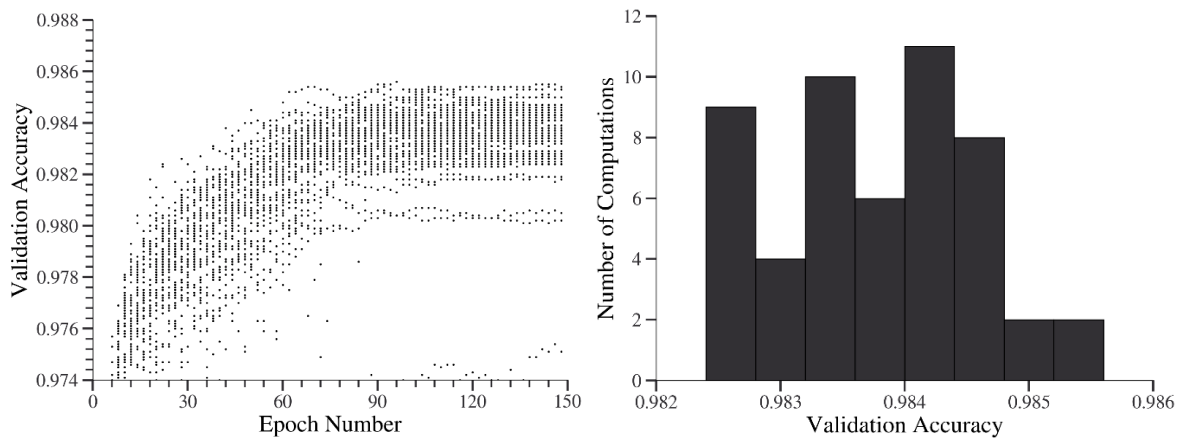 0.988
0.986
0.984
0.982
0.980
0.978
0.976
0.974
Validation Accuracy
0 30 60 90 120 150
Epoch Number
12
10
8
6
4
2
0
Number of Computations
0.982 0.983 0.984 0.985 0.986
Validation Accuracy